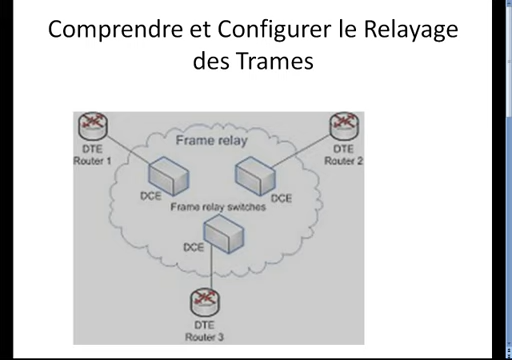 Comprendre et Configurer le Relayage
des Trames
Frame relay
DTE
Router 1
DTE
Router 2
DCE
DCE
Frame relay switches
DCE
DTE
Router 3